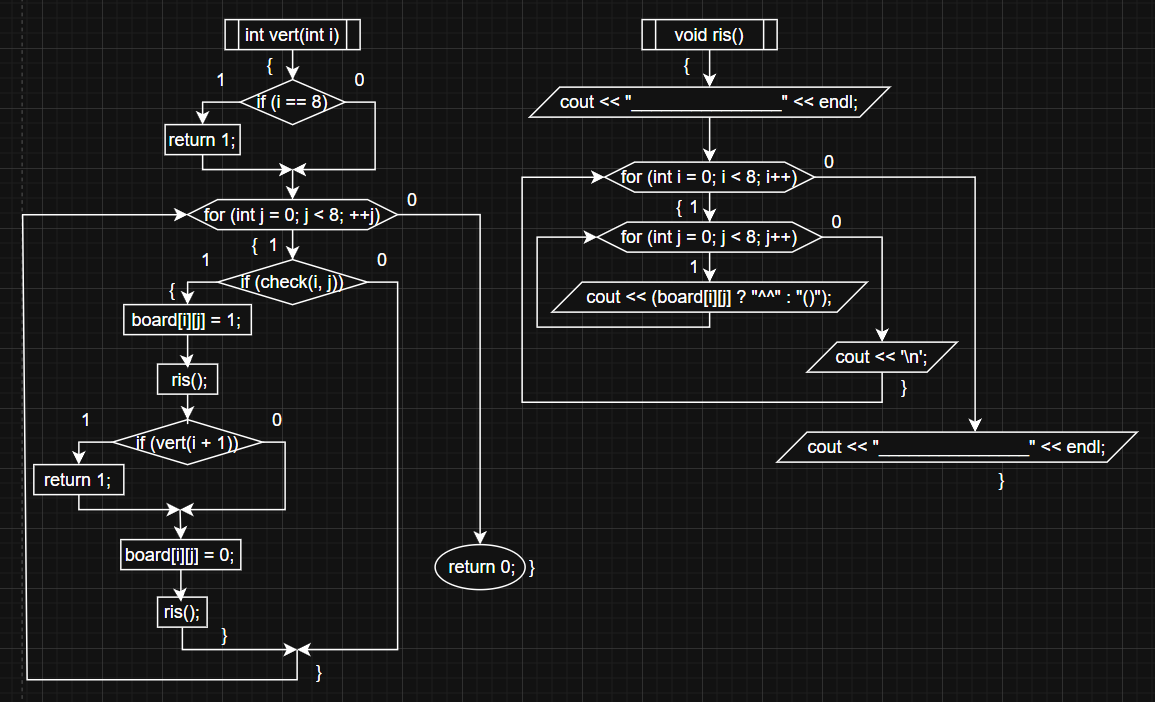 int vert(int i)
{
1
0
if (i == 8)
return 1;
for (int j = 0; j < 8; ++j)
0
{ 1
1
0
if (check(i, j))
{
board[i][j] = 1;
ris();
1
0
if (vert(i + 1))
return 1;
board[i][j] = 0;
ris();
}
}
return 0; }
void ris()
{
cout << "_________________" << endl;
for (int i = 0; i < 8; i++)
0
{ 1
for (int j = 0; j < 8; j++)
0
1
cout << (board[i][j] ? "^^" : "()");
cout << '\n';
}
cout << "_________________" << endl;
}